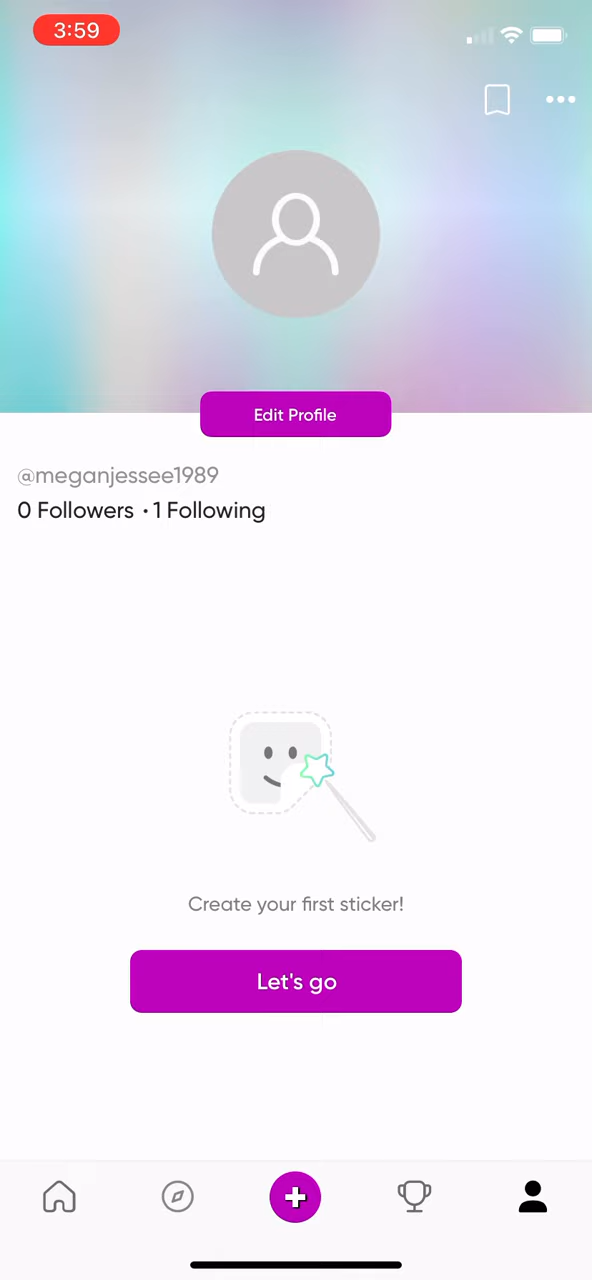 3:59
Edit Profile
@meganjessee1989
0 Followers · 1 Following
Create your first sticker!
Let's go